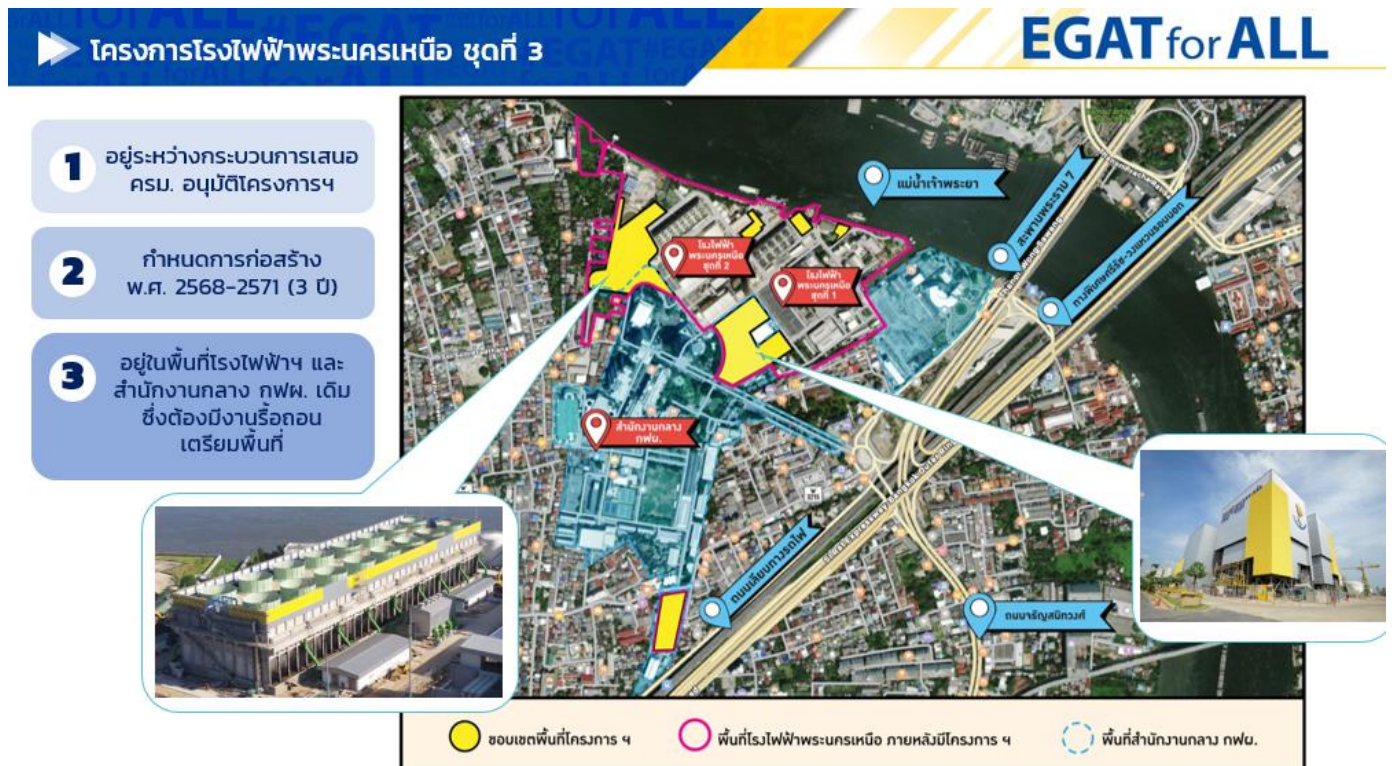 โครงการโรงไฟฟ้าพระนครเหนือ ชุดที่ 3
EGAT for ALL
1
อยู่ระหว่างกระบวนการเสนอ
ครม. อนุมัติโครงการฯ
2
กำหนดการก่อสร้าง
พ.ศ. 2568-2571 (3 ปี)
3
อยู่ในพื้นที่โรงไฟฟ้าฯ และ
สำนักงานกลาง กฟผ. เดิม
ซึ่งต้องมีงานรื้อถอน
เตรียมพื้นที่
แม่น้ำเจ้าพระยา
สะพานพระราม 7
ทางพิเศษศรีรัช-วงแหวนรอบนอก
โรงไฟฟ้า
พระนครเหนือ
ชุดที่ 2
โรงไฟฟ้า
พระนครเหนือ
ชุดที่ 1
สำนักงานกลาง
กฟผ.
ถนนเลียบทางรถไฟ
ถนนจรัญสนิทวงศ์
ขอบเขตพื้นที่โครงการ ฯ
พื้นที่โรงไฟฟ้าพระนครเหนือ ภายหลังมีโครงการ ฯ
พื้นที่สำนักงานกลาง กฟผ.